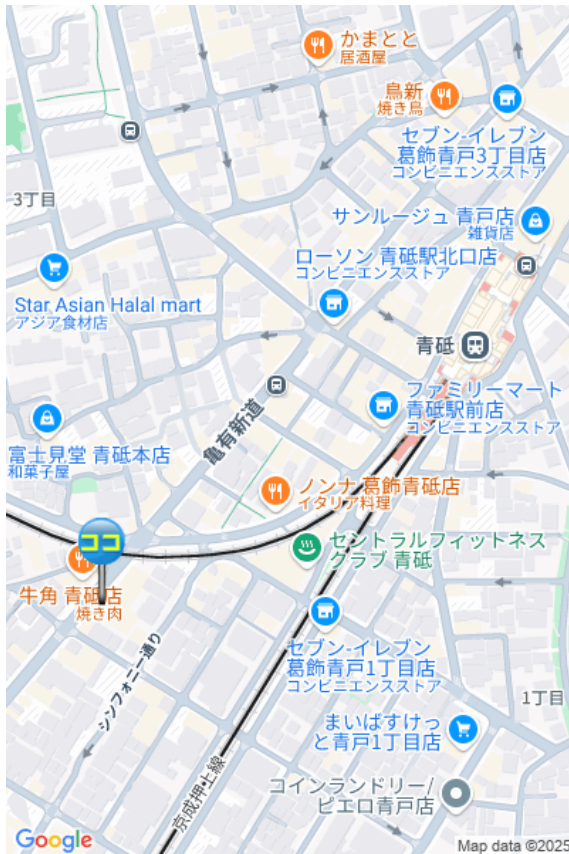 かまとと
居酒屋
鳥新
焼き鳥
セブン-イレブン
葛飾青戸3丁目店
コンビニエンスストア
3丁目
サンルージュ 青戸店
雑貨店
ローソン 青砥駅北口店
コンビニエンスストア
Star Asian Halal mart
アジア食材店
青砥
ファミリーマート
青砥駅前店
コンビニエンスストア
亀有新道
富士見堂 青砥本店
和菓子屋
ノンナ 葛飾青砥店
イタリア料理
ココ
セントラルフィットネス
クラブ 青砥
牛角 青砥店
焼き肉
セブン-イレブン
葛飾青戸1丁目店
コンビニエンスストア
シンフォニー通り
1丁目
まいばすけっ
と青戸1丁目店
京成押上線
コインランドリー/
ピエロ青戸店
Google
Map data ©2025